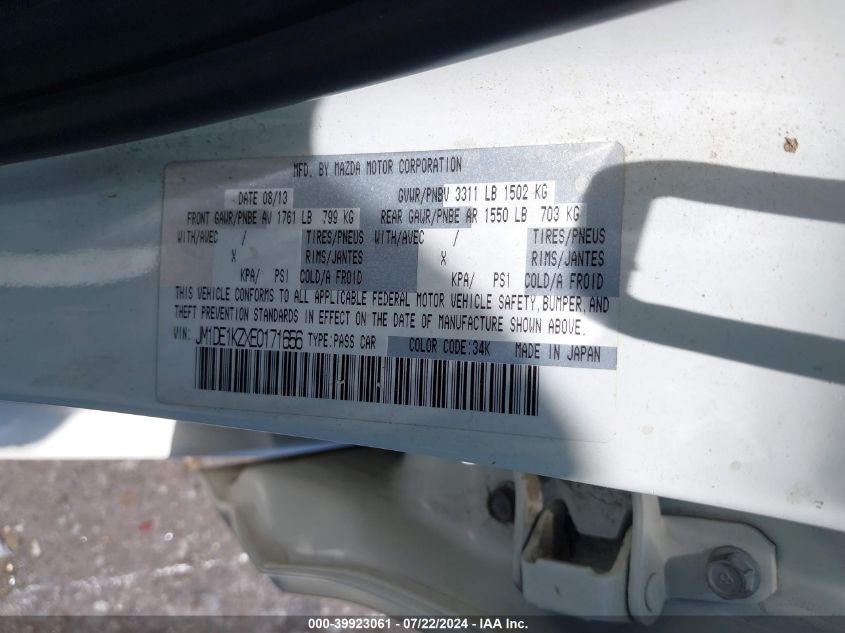 MFD. BY MAZDA MOTOR CORPORATION
DATE 08/13 GVWR/PNBV 3311 LB 1502 KG
FRONT GAWR/PNBE AV 1761 LB 799 KG REAR GAWR/PNBE AR 1550 LB 703 KG
WITH/AVEC / TIRES/PNEUS WITH/AVEC / TIRES/PNEUS
X RIMS/JANTES X RIMS/JANTES
KPA/ PSI COLD/A FROID KPA/ PSI COLD/A FROID
THIS VEHICLE CONFORMS TO ALL APPLICABLE FEDERAL MOTOR VEHICLE SAFETY, BUMPER, AND
THEFT PREVENTION STANDARDS IN EFFECT ON THE DATE OF MANUFACTURE SHOWN ABOVE.
VIN: JM1DE1KZXE0171656 TYPE:PASS CAR COLOR CODE:34K MADE IN JAPAN
000-39923061 - 07/22/2024 - IAA Inc.